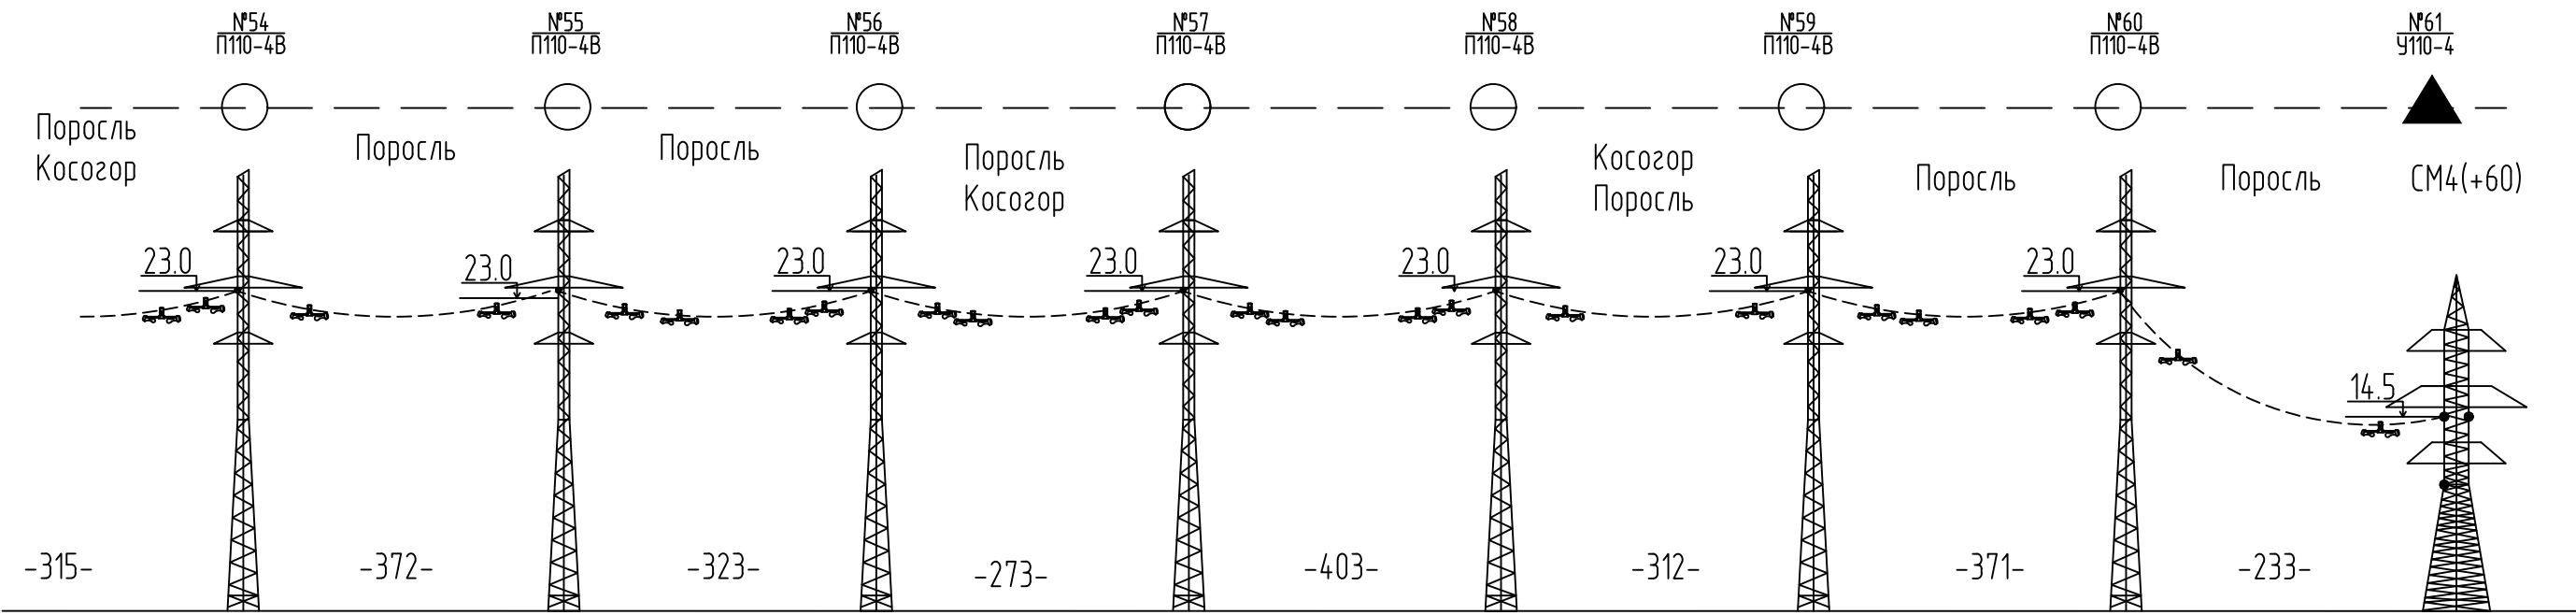 №54
П110-4В
№55
П110-4В
№56
П110-4В
№57
П110-4В
№58
П110-4В
№59
П110-4В
№60
П110-4В
№61
У110-4
Поросль
Косогор
Поросль
Поросль
Поросль
Косогор
Косогор
Поросль
Поросль
Поросль
СМ4(+60)
23.0
23.0
23.0
23.0
23.0
23.0
23.0
14.5
-315-
-372-
-323-
-273-
-403-
-312-
-371-
-233-